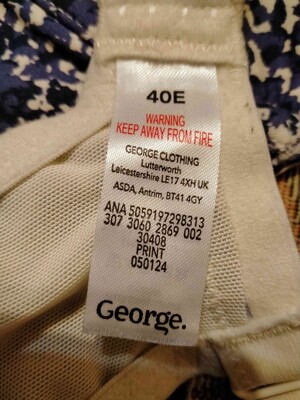 40E
WARNING
KEEP AWAY FROM FIRE
GEORGE CLOTHING
Lutterworth
Leicestershire LE17 4XH UK
ASDA, Antrim, BT41 4GY
ANA 5059197298313
307 3060 2869 002
30408
PRINT
050124
George.